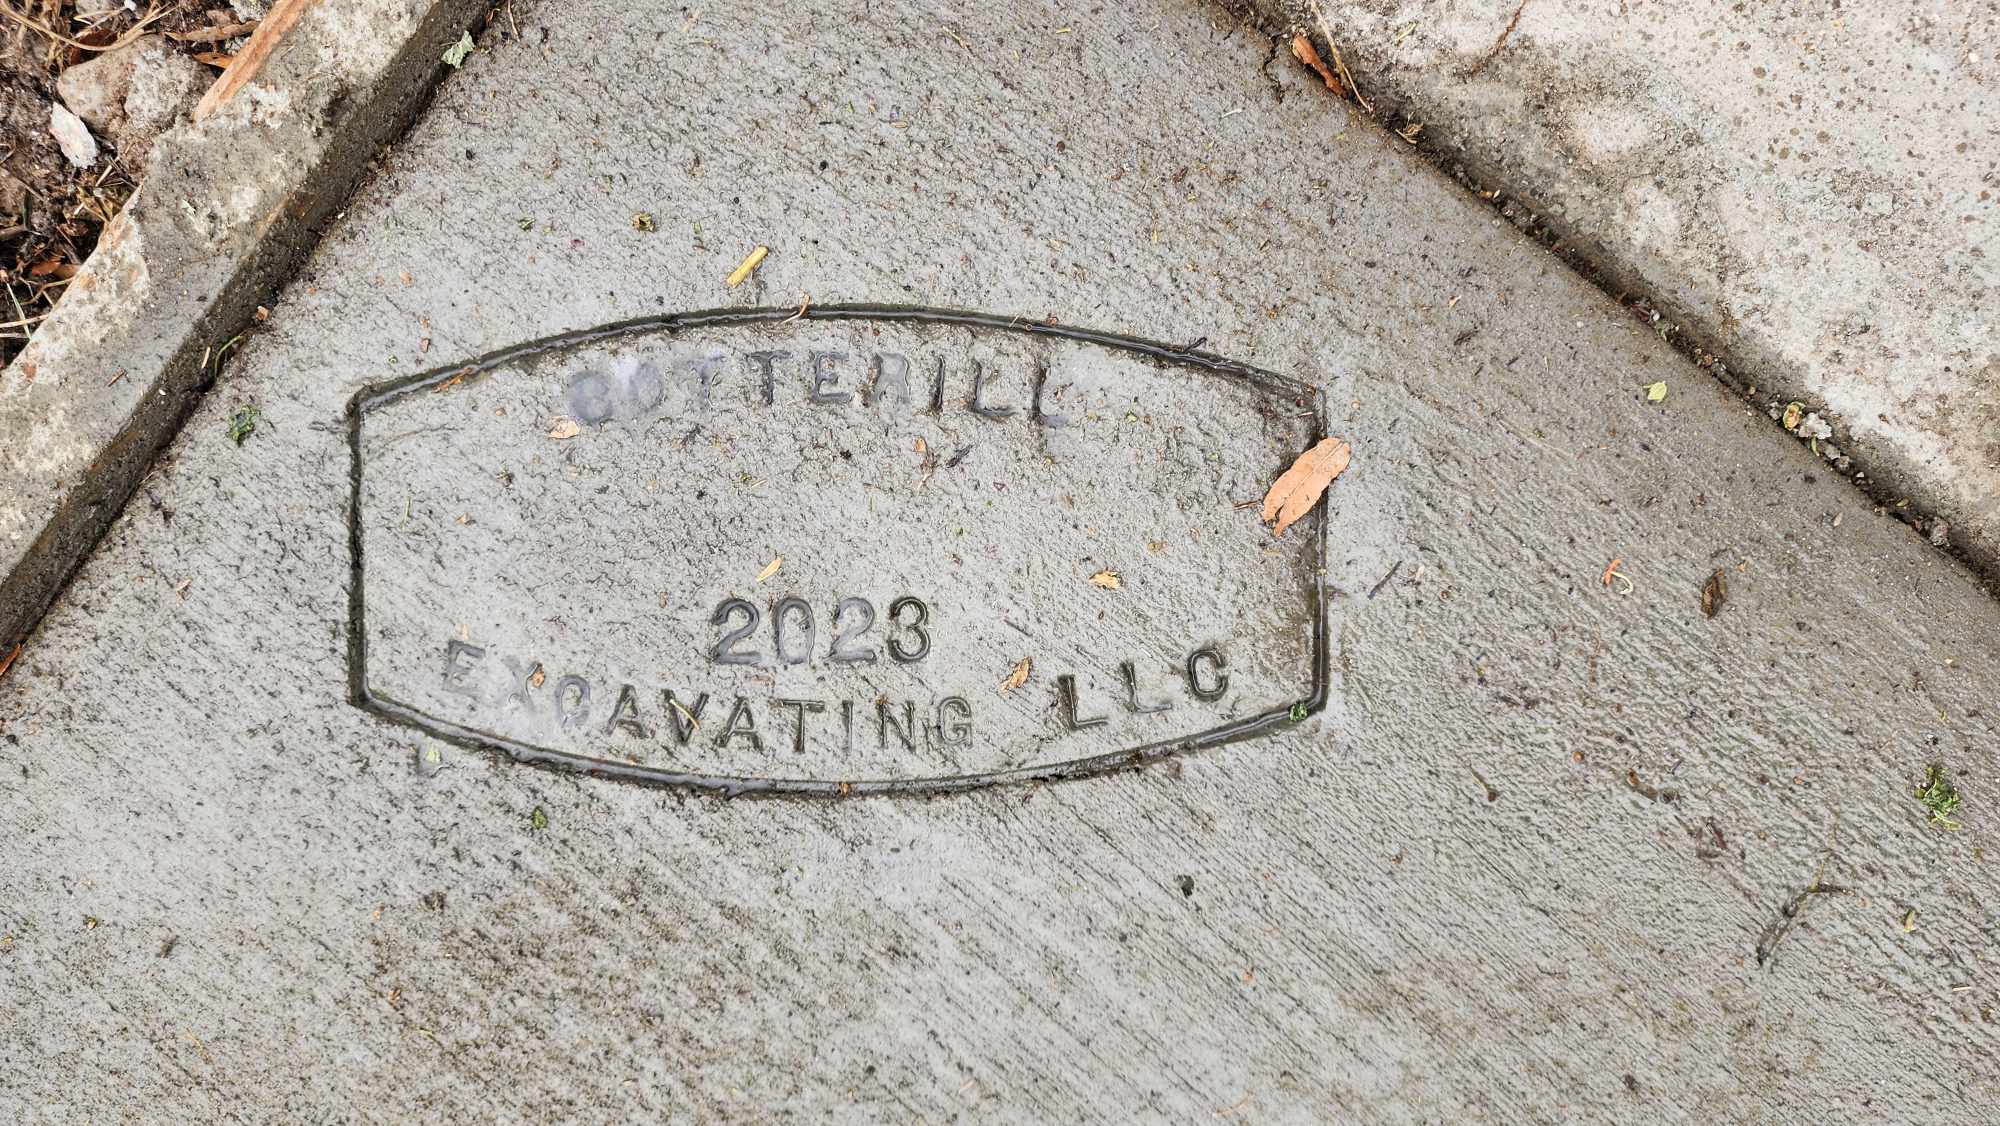 COTTERILL
2023
EXCAVATING LLC